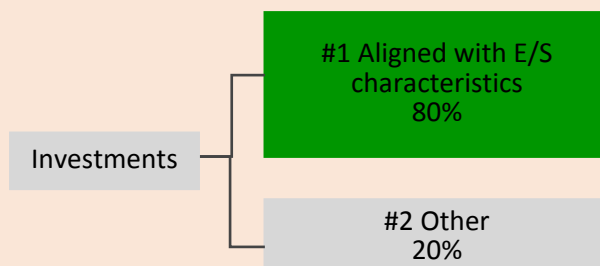 #1 Aligned with E/S
characteristics
80%
Investments
#2 Other
20%